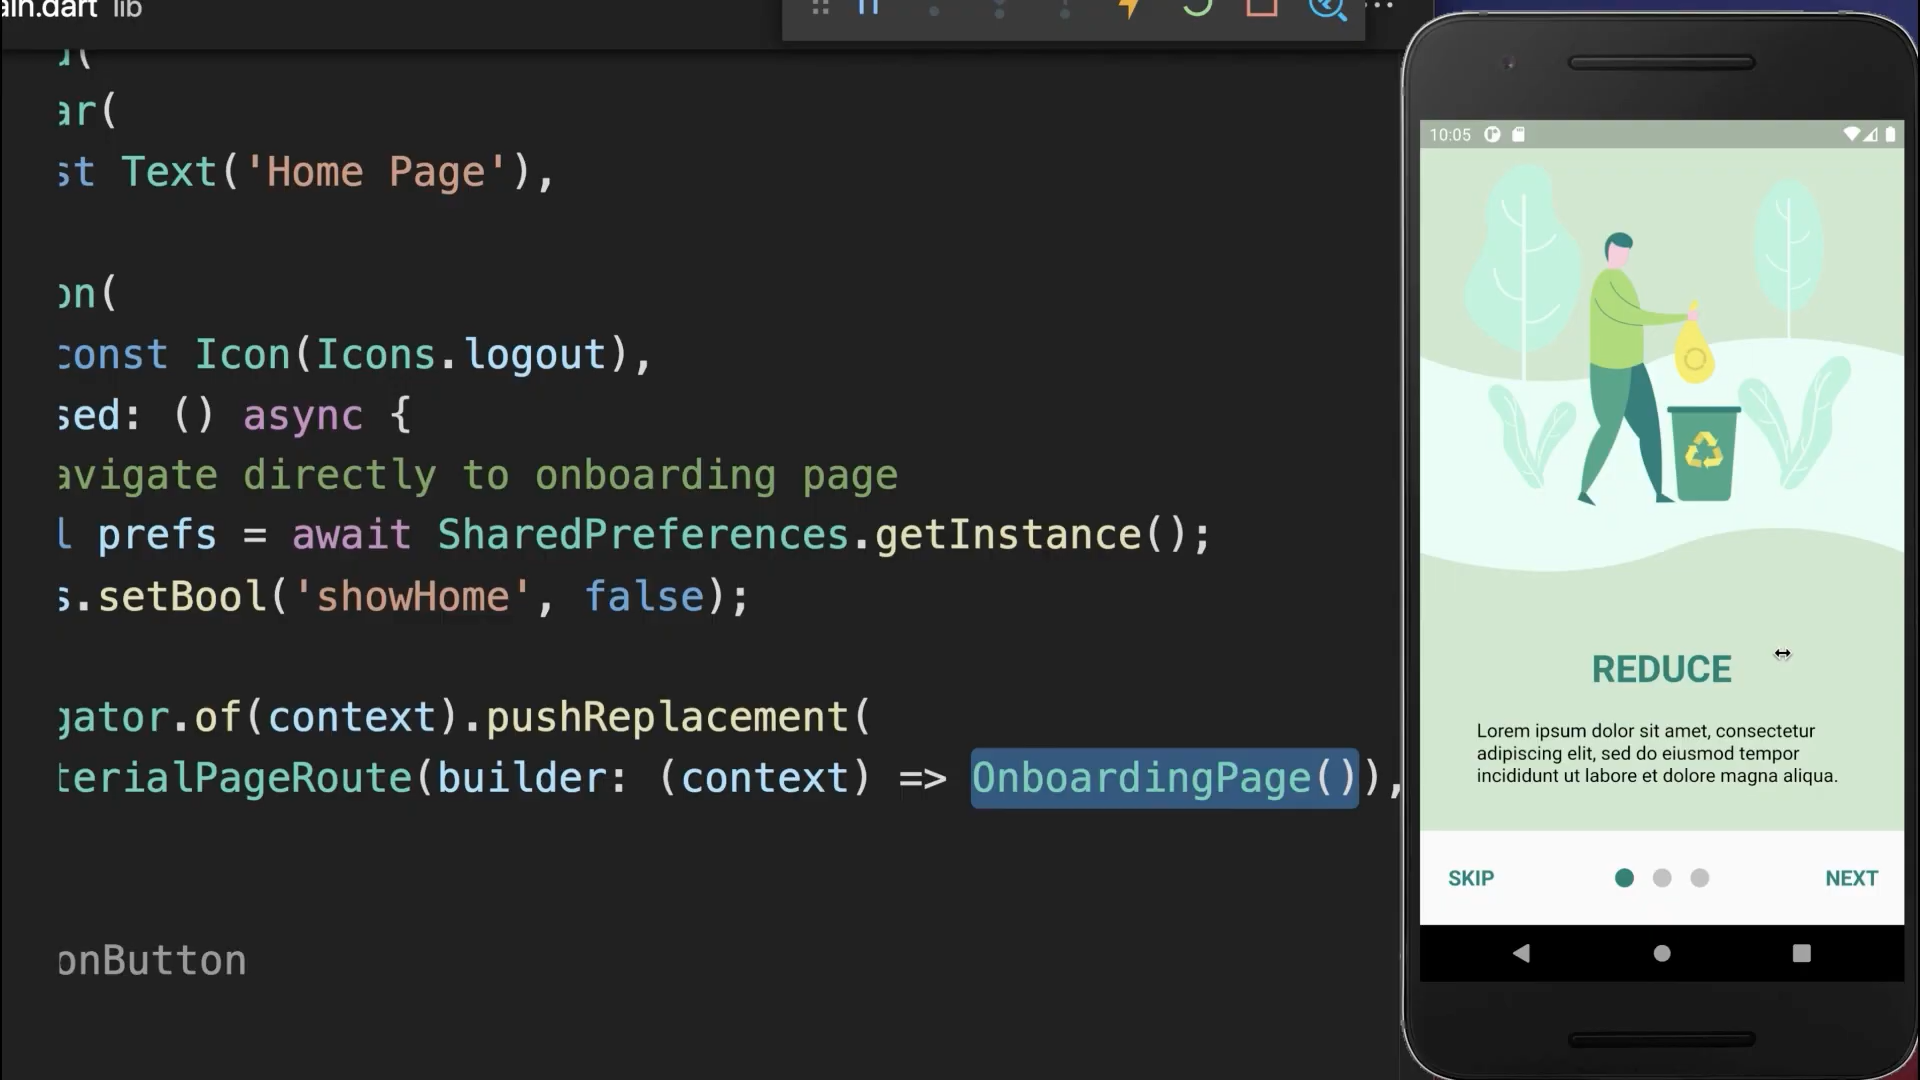 ain.dart lib
ar(
st Text('Home Page'),
on(
const Icon(Icons.logout),
sed: () async {
avigate directly to onboarding page
l prefs = await SharedPreferences.getInstance();
s.setBool('showHome', false);
gator.of(context).pushReplacement(
terialPageRoute(builder: (context) => OnboardingPage()),
onButton
10:05
REDUCE
Lorem ipsum dolor sit amet, consectetur
adipiscing elit, sed do eiusmod tempor
incididunt ut labore et dolore magna aliqua.
SKIP
NEXT